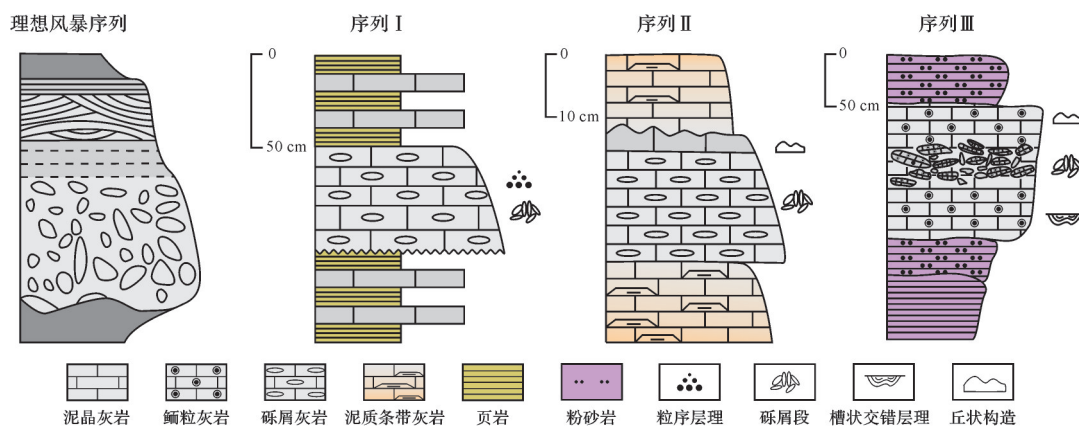 理想风暴序列
序列Ⅰ
序列Ⅱ
序列Ⅲ
0
50 cm
0
10 cm
0
50 cm
泥晶灰岩
鲕粒灰岩
砾屑灰岩
泥质条带灰岩
页岩
粉砂岩
粒序层理
砾屑段
槽状交错层理
丘状构造